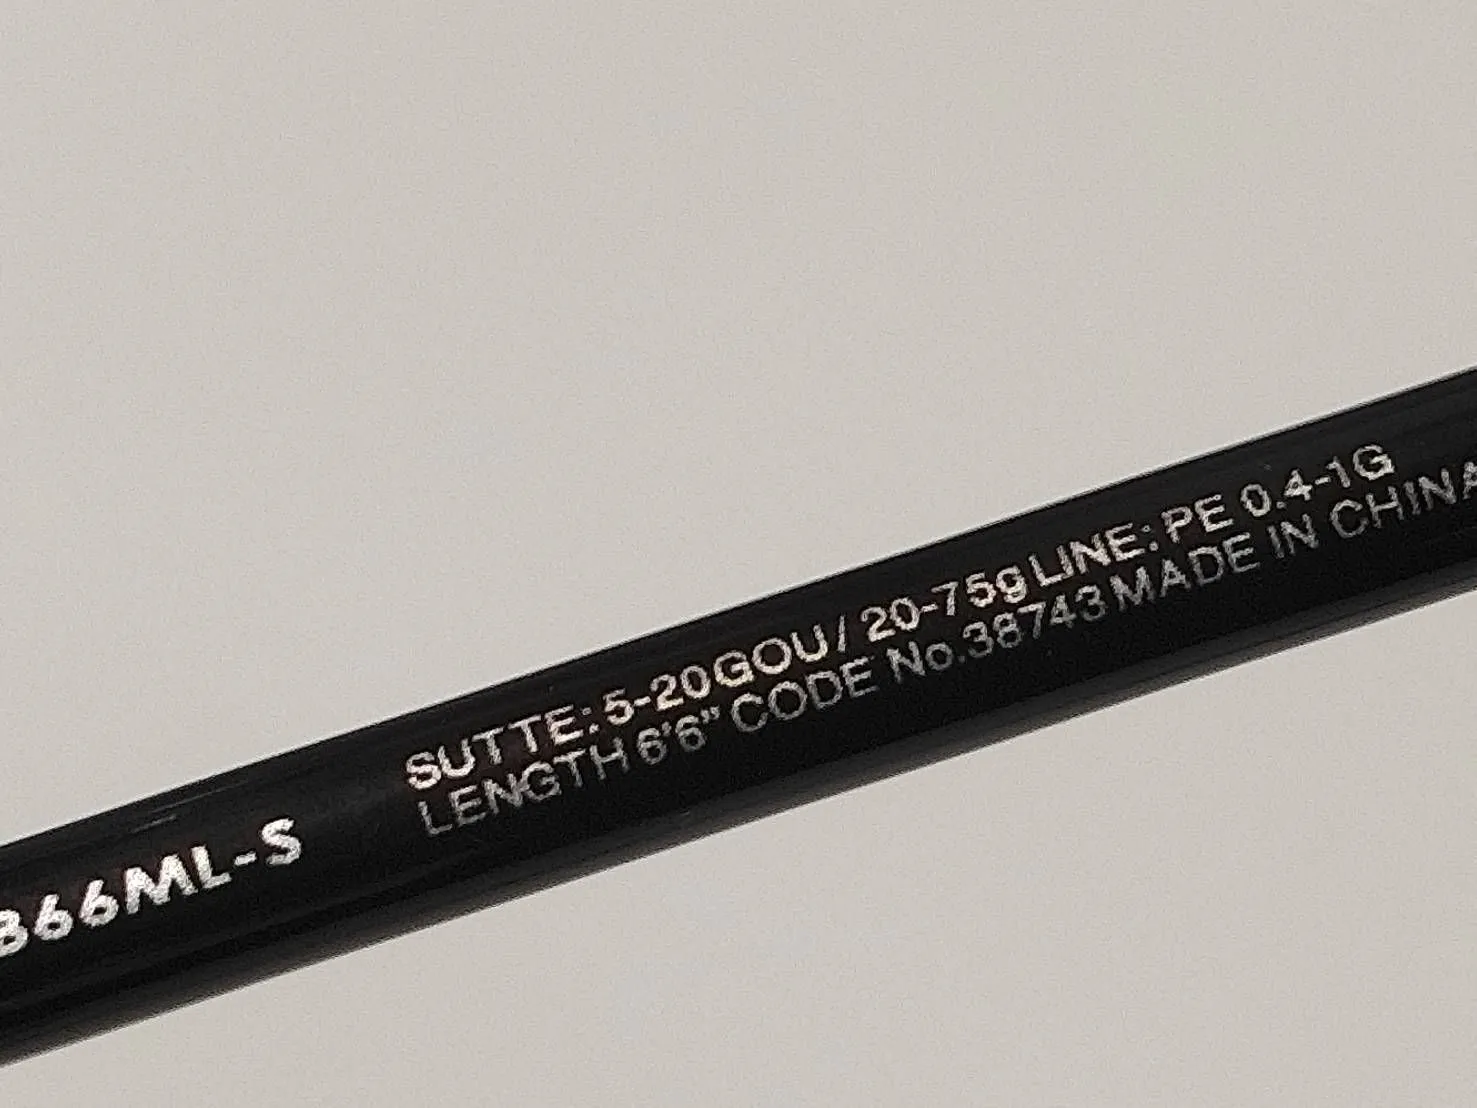 B66ML-S
SUTTE: 5-20GOU/ 20-75g LINE: PE 0.4-1G
LENGTH 6'6" CODE No.38743 MADE IN CHINA